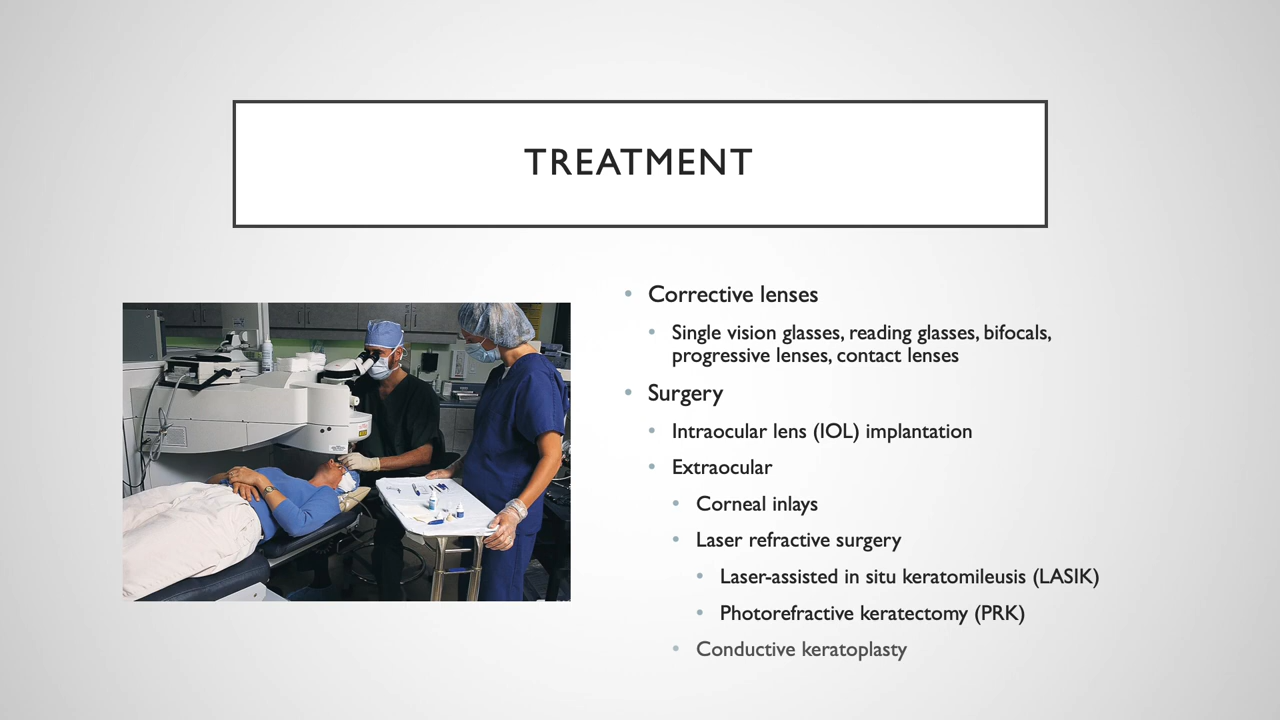 TREATMENT
• Corrective lenses
• Single vision glasses, reading glasses, bifocals,
progressive lenses, contact lenses
• Surgery
• Intraocular lens (IOL) implantation
• Extraocular
• Corneal inlays
• Laser refractive surgery
• Laser-assisted in situ keratomileusis (LASIK)
• Photorefractive keratectomy (PRK)
• Conductive keratoplasty